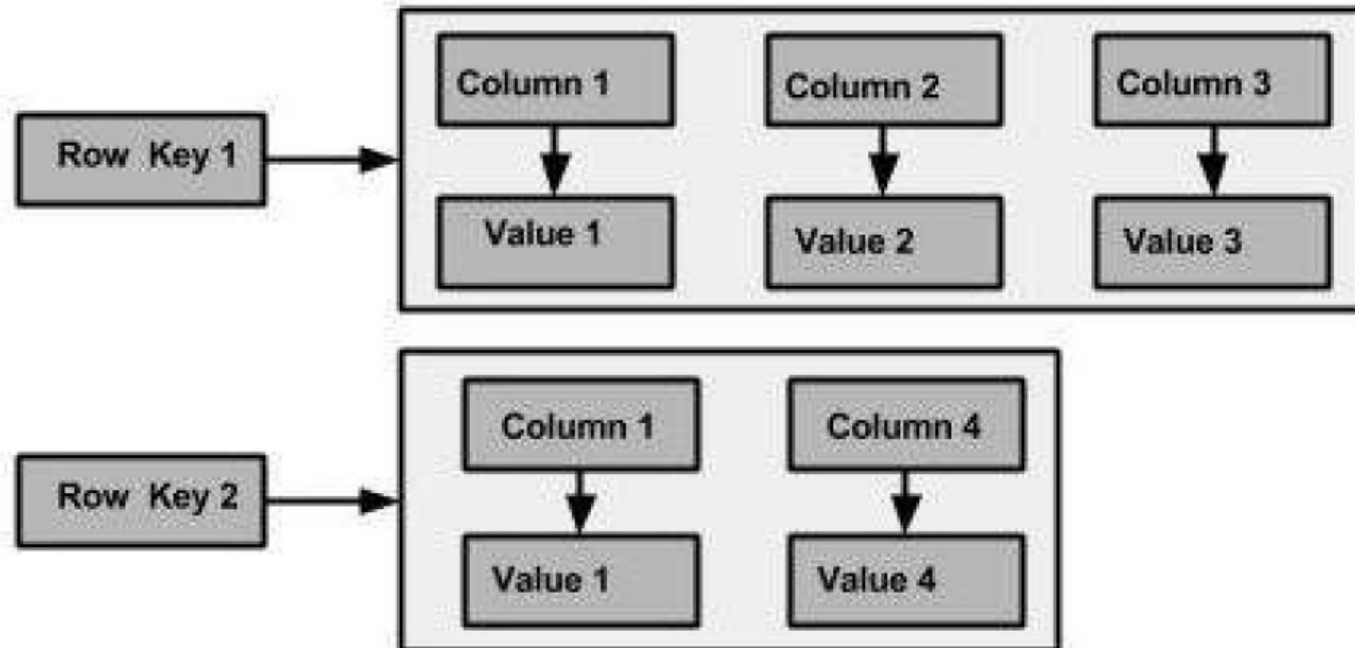 Column 1
Column 2
Column 3
Row Key 1
Value 1
Value 2
Value 3
Column 1
Column 4
Row Key 2
Value 1
Value 4